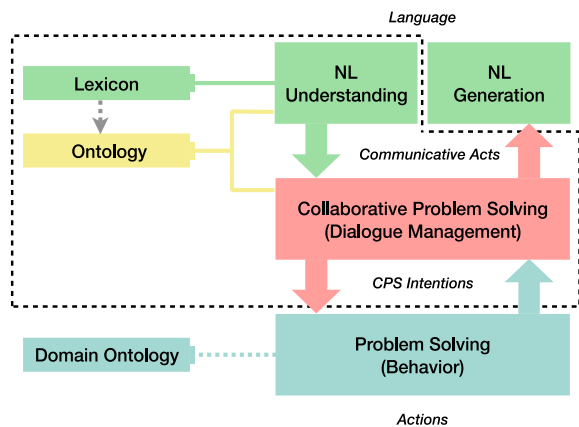 Language
Lexicon
NL
Understanding
NL
Generation
Ontology
Communicative Acts
Collaborative Problem Solving
(Dialogue Management)
CPS Intentions
Domain Ontology
Problem Solving
(Behavior)
Actions